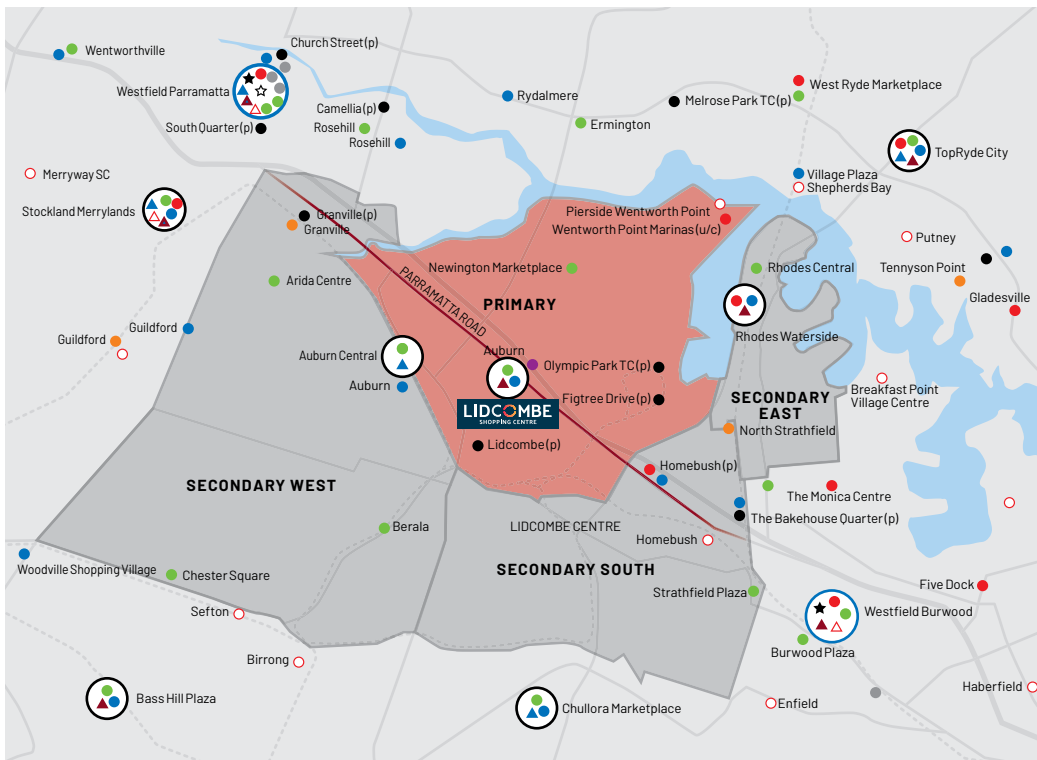 Church Street(p)
Wentworthville
Westfield Parramatta
South Quarter(p)
Camellia(p)
Rosehill
Rosehill
Rydalmere
Ermington
Melrose Park TC(p)
West Ryde Marketplace
TopRyde City
Village Plaza
Shepherds Bay
Merryway SC
Stockland Merrylands
Granville(p)
Granville
Pierside Wentworth Point
Wentworth Point Marinas(u/c)
Putney
Tennyson Point
Gladesville
Arida Centre
Newington Marketplace
Rhodes Central
PARRAMATTA ROAD
PRIMARY
Guildford
Guildford
Rhodes Waterside
Auburn Central
Auburn
Auburn
Olympic Park TC(p)
Figtree Drive(p)
LIDCOMBE
SHOPPING CENTRE
Lidcombe(p)
SECONDARY
EAST
North Strathfield
Breakfast Point
Village Centre
Homebush(p)
SECONDARY WEST
The Monica Centre
The Bakehouse Quarter(p)
Berala
LIDCOMBE CENTRE
Homebush
SECONDARY SOUTH
Woodville Shopping Village
Chester Square
Strathfield Plaza
Five Dock
Sefton
Westfield Burwood
Burwood Plaza
Birrong
Haberfield
Bass Hill Plaza
Chullora Marketplace
Enfield